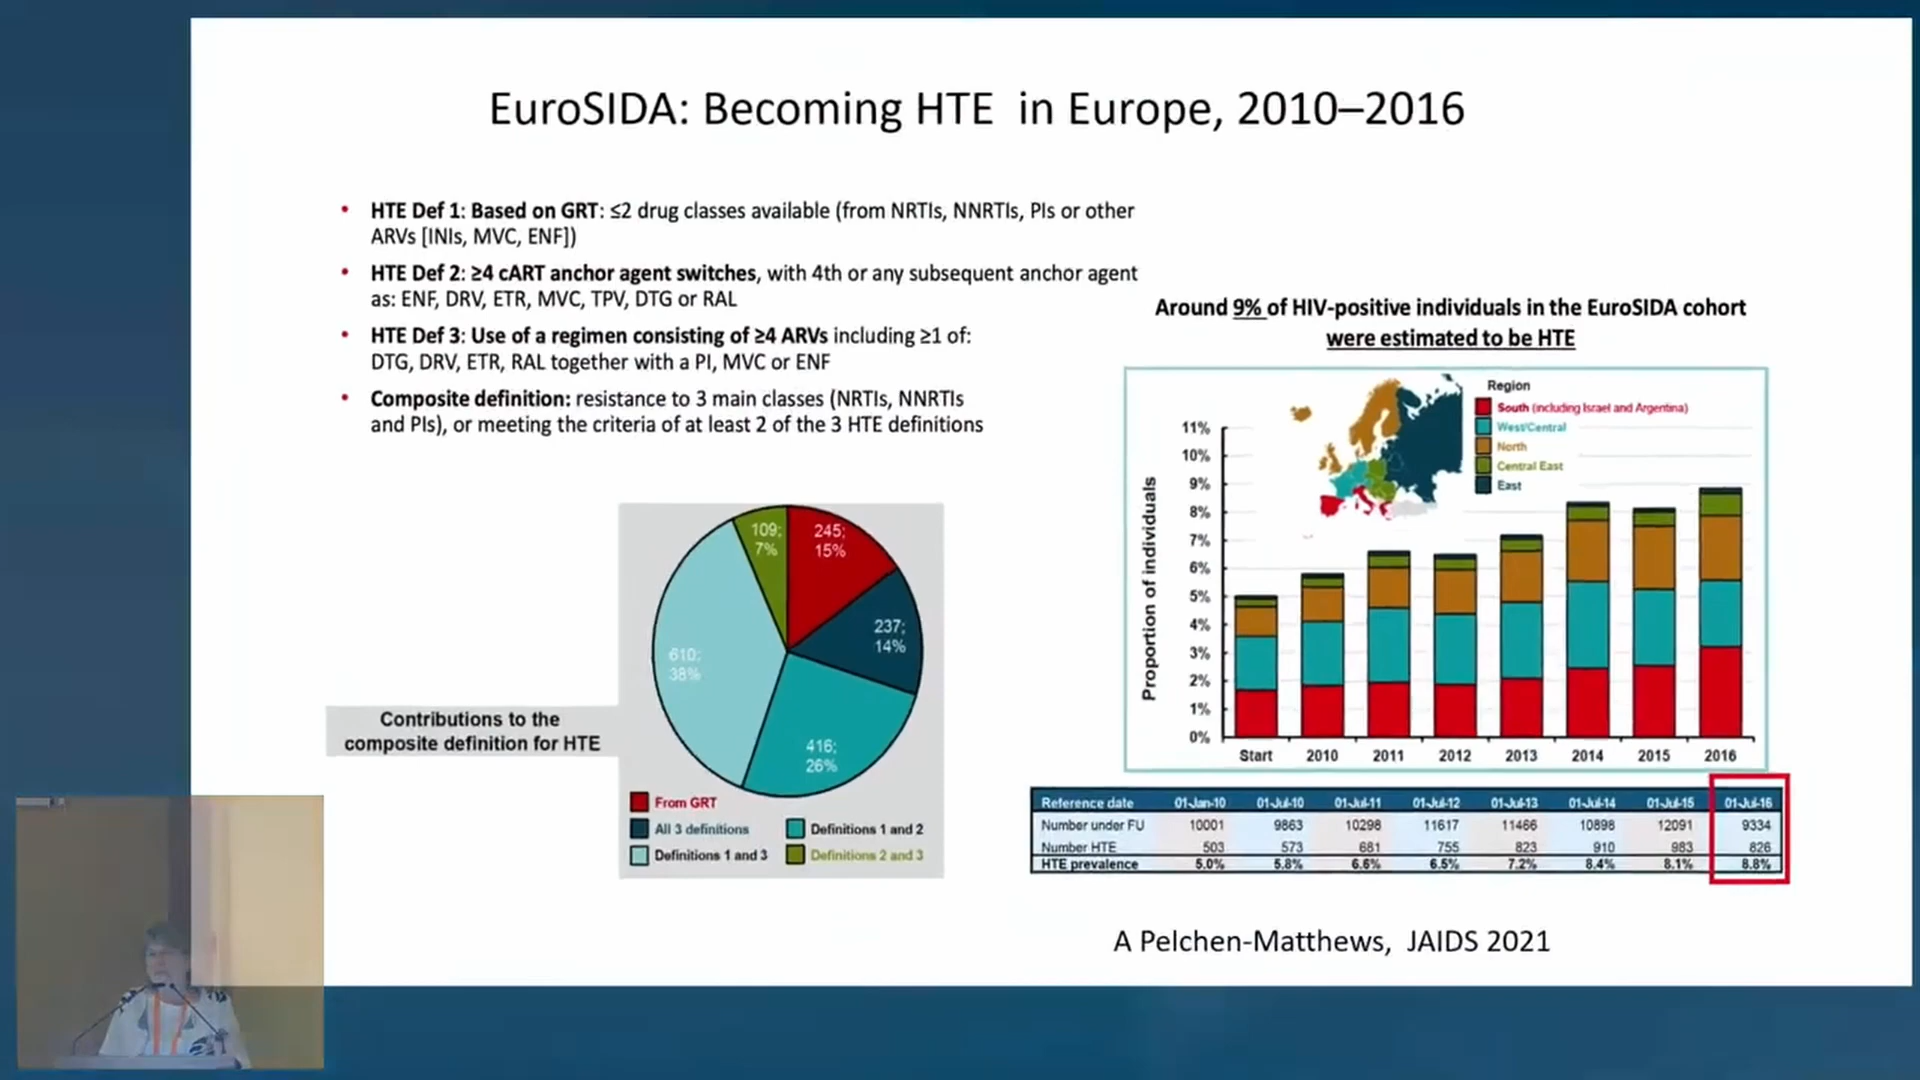 EuroSIDA: Becoming HTE in Europe, 2010–2016
• HTE Def 1: Based on GRT: ≤2 drug classes available (from NRTIs, NNRTIs, PIs or other
ARVs [INIs, MVC, ENF])
• HTE Def 2: ≥4 cART anchor agent switches, with 4th or any subsequent anchor agent
as: ENF, DRV, ETR, MVC, TPV, DTG or RAL
• HTE Def 3: Use of a regimen consisting of ≥4 ARVs including ≥1 of:
DTG, DRV, ETR, RAL together with a PI, MVC or ENF
• Composite definition: resistance to 3 main classes (NRTIs, NNRTIs
and PIs), or meeting the criteria of at least 2 of the 3 HTE definitions
Contributions to the
composite definition for HTE
109;
7%
245;
15%
237;
14%
610;
38%
416;
26%
From GRT
All 3 definitions
Definitions 1 and 2
Definitions 1 and 3
Definitions 2 and 3
Around 9% of HIV-positive individuals in the EuroSIDA cohort
were estimated to be HTE
Region
South (including Israel and Argentina)
West/Central
North
Central East
East
Proportion of individuals
11%
10%
9%
8%
7%
6%
5%
4%
3%
2%
1%
0%
Start 2010 2011 2012 2013 2014 2015 2016
Reference date 01-Jan-10 01-Jul-10 01-Jul-11 01-Jul-12 01-Jul-13 01-Jul-14 01-Jul-15 01-Jul-16
Number under FU 10001 9863 10298 11617 11466 10898 12091 9334
Number HTE 503 573 681 755 823 910 983 826
HTE prevalence 5.0% 5.8% 6.6% 6.5% 7.2% 8.4% 8.1% 8.8%
A Pelchen-Matthews, JAIDS 2021